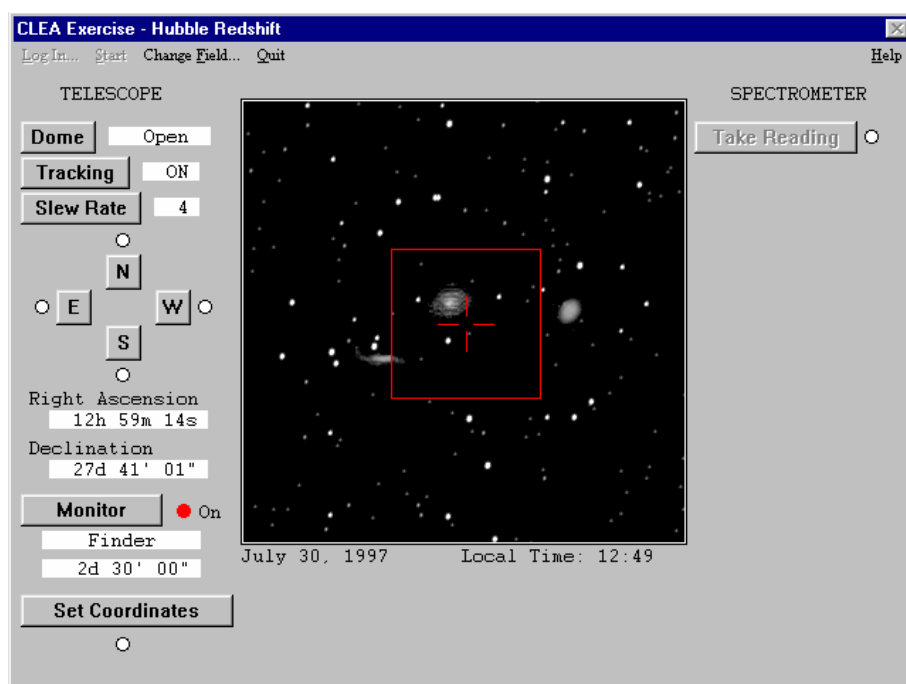 CLEA Exercise - Hubble Redshift
Log In... Start Change Field... Quit Help
TELESCOPE
SPECTROMETER
Dome Open
Take Reading
Tracking ON
Slew Rate 4
N
E W
S
Right Ascension
12h 59m 14s
Declination
27d 41' 01"
Monitor On
Finder
2d 30' 00"
July 30, 1997 Local Time: 12:49
Set Coordinates